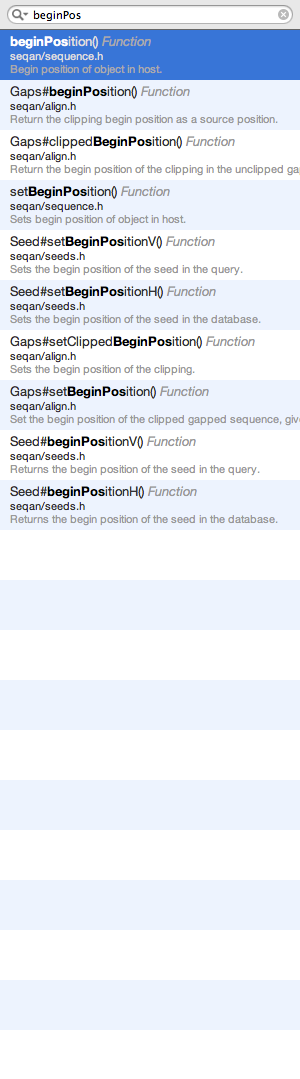 beginPos
beginPosition() Function
seqan/sequence.h
Begin position of object in host.
Gaps#beginPosition() Function
seqan/align.h
Return the clipping begin position as a source position.
Gaps#clippedBeginPosition() Function
seqan/align.h
Return the begin position of the clipping in the unclipped ga
setBeginPosition() Function
seqan/sequence.h
Sets begin position of object in host.
Seed#setBeginPositionV() Function
seqan/seeds.h
Sets the begin position of the seed in the query.
Seed#setBeginPositionH() Function
seqan/seeds.h
Sets the begin position of the seed in the database.
Gaps#setClippedBeginPosition() Function
seqan/align.h
Sets the begin position of the clipping.
Gaps#setBeginPosition() Function
seqan/align.h
Set the begin position of the clipped gapped sequence, give
Seed#beginPositionV() Function
seqan/seeds.h
Returns the begin position of the seed in the query.
Seed#beginPositionH() Function
seqan/seeds.h
Returns the begin position of the seed in the database.